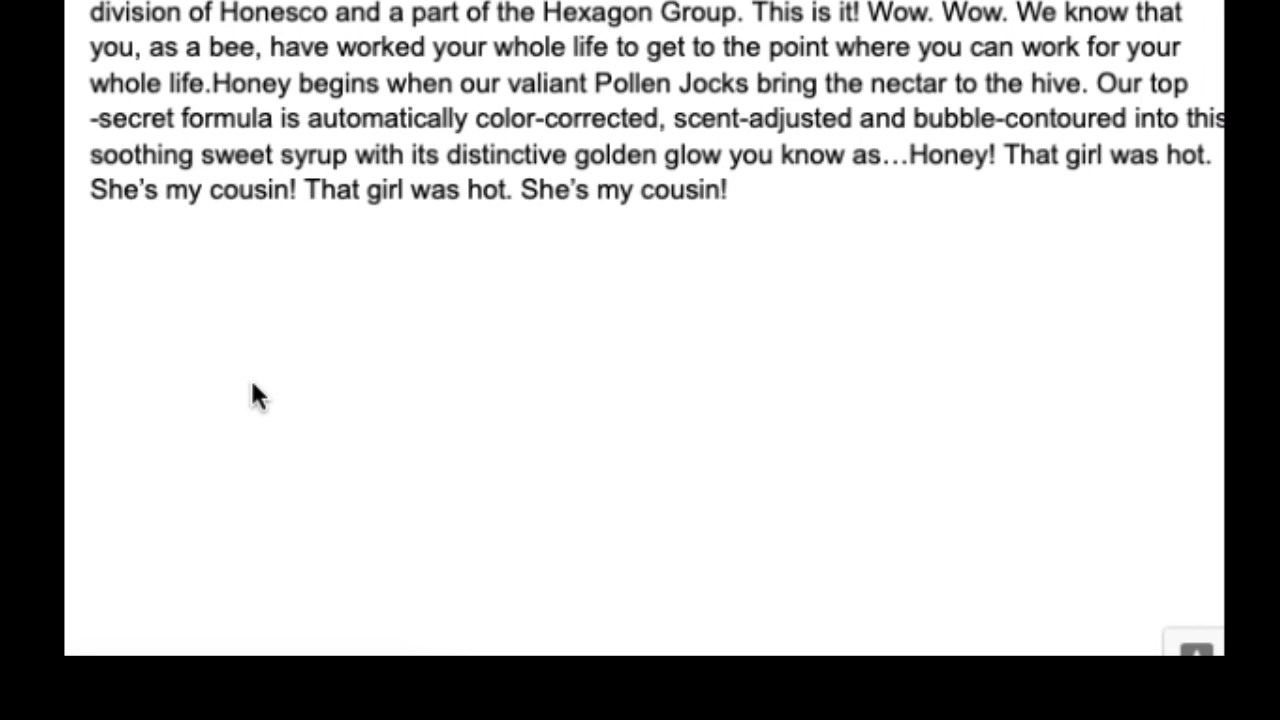 division of Honesco and a part of the Hexagon Group. This is it! Wow. Wow. We know that
you, as a bee, have worked your whole life to get to the point where you can work for your
whole life.Honey begins when our valiant Pollen Jocks bring the nectar to the hive. Our top
-secret formula is automatically color-corrected, scent-adjusted and bubble-contoured into this
soothing sweet syrup with its distinctive golden glow you know as…Honey! That girl was hot.
She’s my cousin! That girl was hot. She’s my cousin!